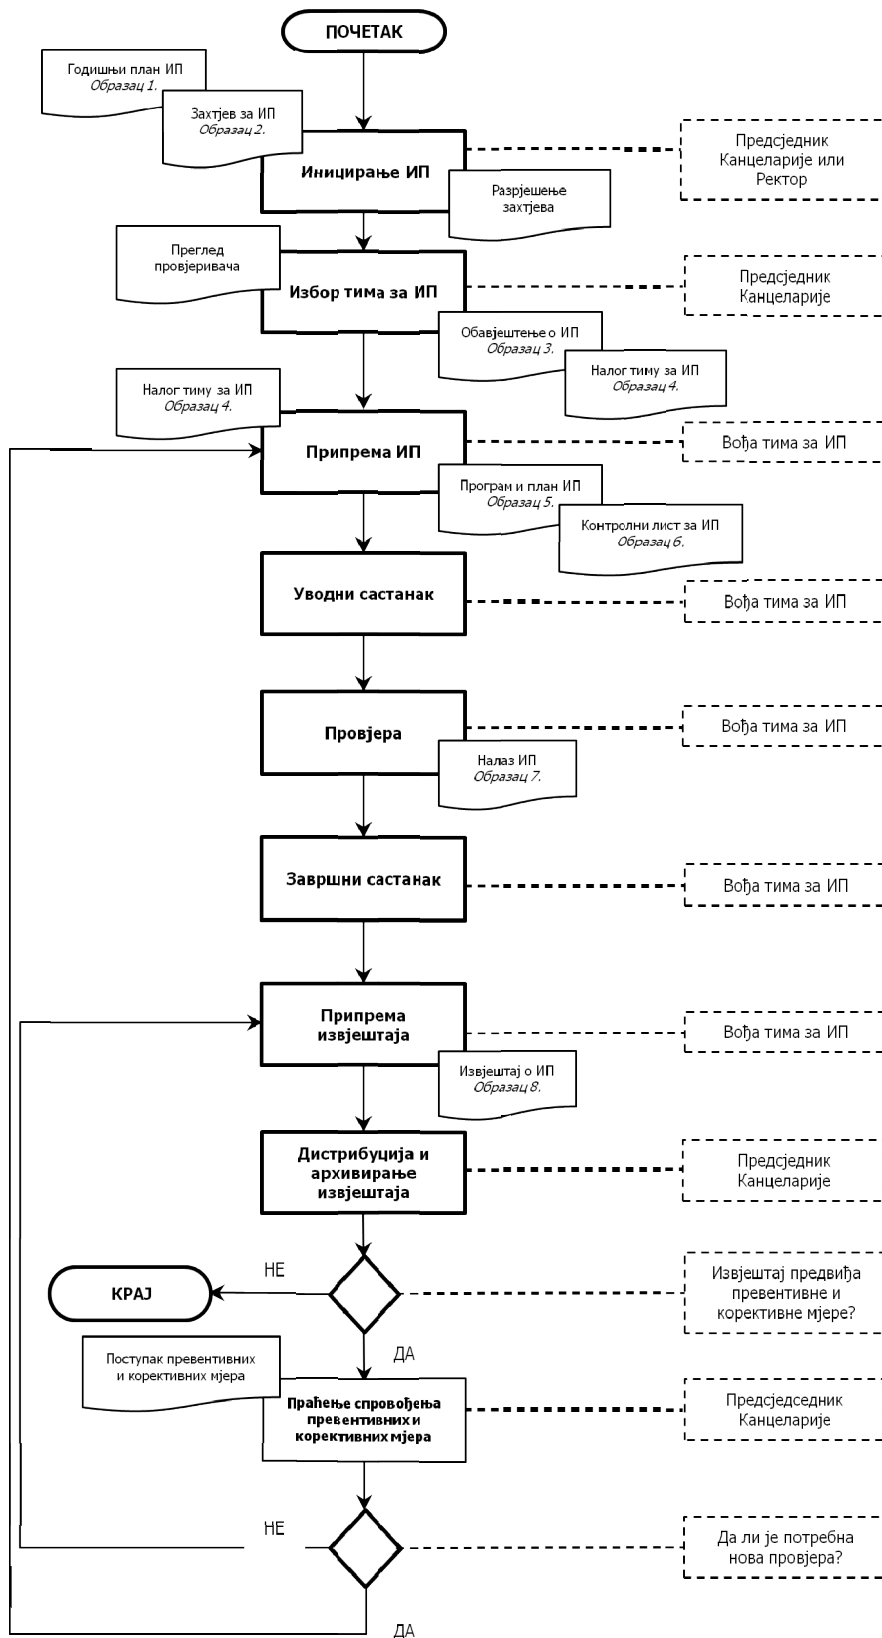 ПОЧЕТАК
Годишњи план ИП
Образац 1.
Захтјев за ИП
Образац 2.
Иницирање ИП
Предсједник
Канцеларије или
Ректор
Разрјешење
захтјева
Преглед
провјеривача
Избор тима за ИП
Предсједник
Канцеларије
Обавјештење о ИП
Образац 3.
Налог тиму за ИП
Образац 4.
Налог тиму за ИП
Образац 4.
Припрема ИП
Вођа тима за ИП
Програм и план ИП
Образац 5.
Контролни лист за ИП
Образац 6.
Уводни састанак
Вођа тима за ИП
Провјера
Вођа тима за ИП
Налаз ИП
Образац 7.
Завршни састанак
Вођа тима за ИП
Припрема
извјештаја
Вођа тима за ИП
Извјештај о ИП
Образац 8.
Дистрибуција и
архивирање
извјештаја
Предсједник
Канцеларије
НЕ
КРАЈ
Извјештај предвиђа
превентивне и
корективне мјере?
ДА
Поступак превентивних
и корективних мјера
Праћење спровођења
превентивних и
корективних мјера
Предсједседник
Канцеларије
НЕ
Да ли је потребна
нова провјера?
ДА